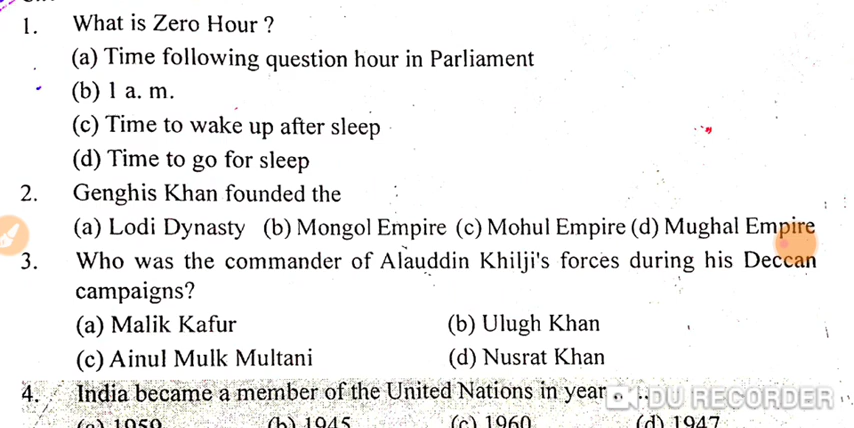 1. What is Zero Hour ?
(a) Time following question hour in Parliament
(b) 1 a. m.
(c) Time to wake up after sleep
(d) Time to go for sleep
2. Genghis Khan founded the
(a) Lodi Dynasty (b) Mongol Empire (c) Mohul Empire (d) Mughal Empire
3. Who was the commander of Alauddin Khilji's forces during his Deccan
campaigns?
(a) Malik Kafur (b) Ulugh Khan
(c) Ainul Mulk Multani (d) Nusrat Khan
4. India became a member of the United Nations in year . ..
DU RECORDER
(a) 1950 (b) 1945 (c) 1960 (d) 1947